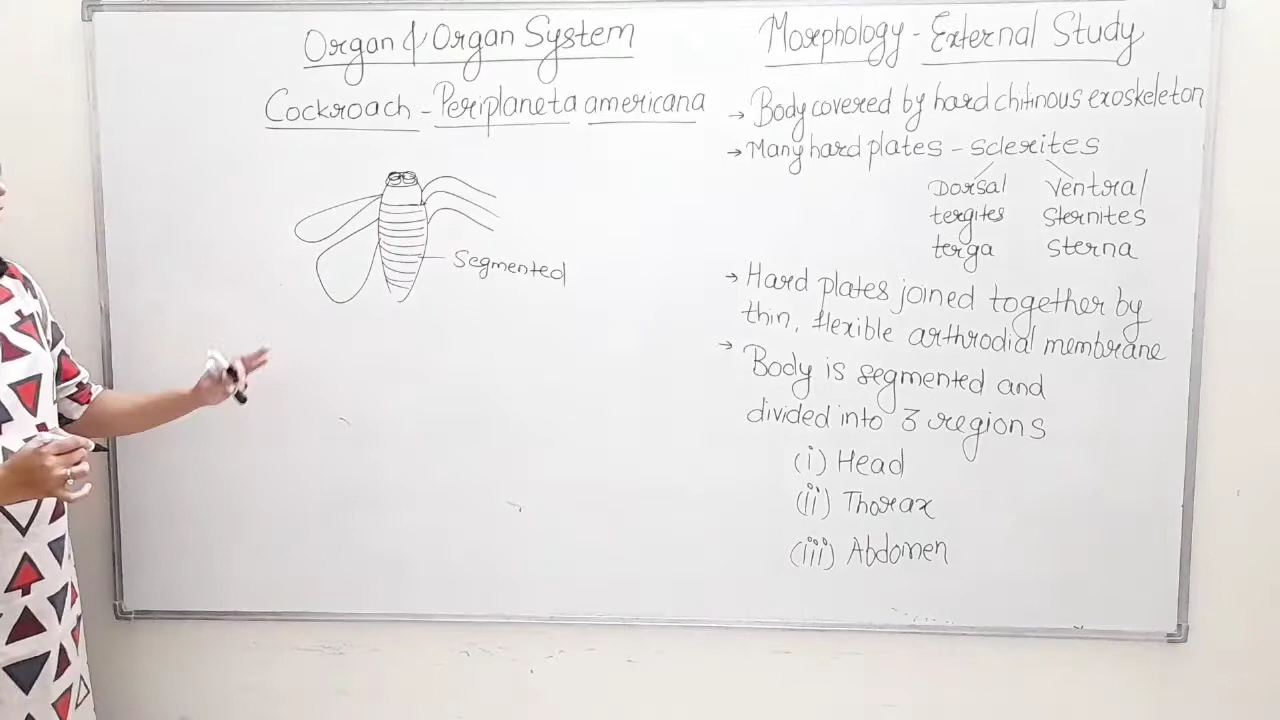 Organ & Organ System
Cockroach - Periplaneta americana
Segmented
Morphology - External Study
→ Body covered by hard chitinous exoskeleton
→ Many hard plates - sclerites
Dorsal Ventral
tergites Sternites
terga Sterna
→ Hard plates joined together by
thin, flexible arthrodial membrane
→ Body is segmented and
divided into 3 regions
(i) Head
(ii) Thorax
(iii) Abdomen